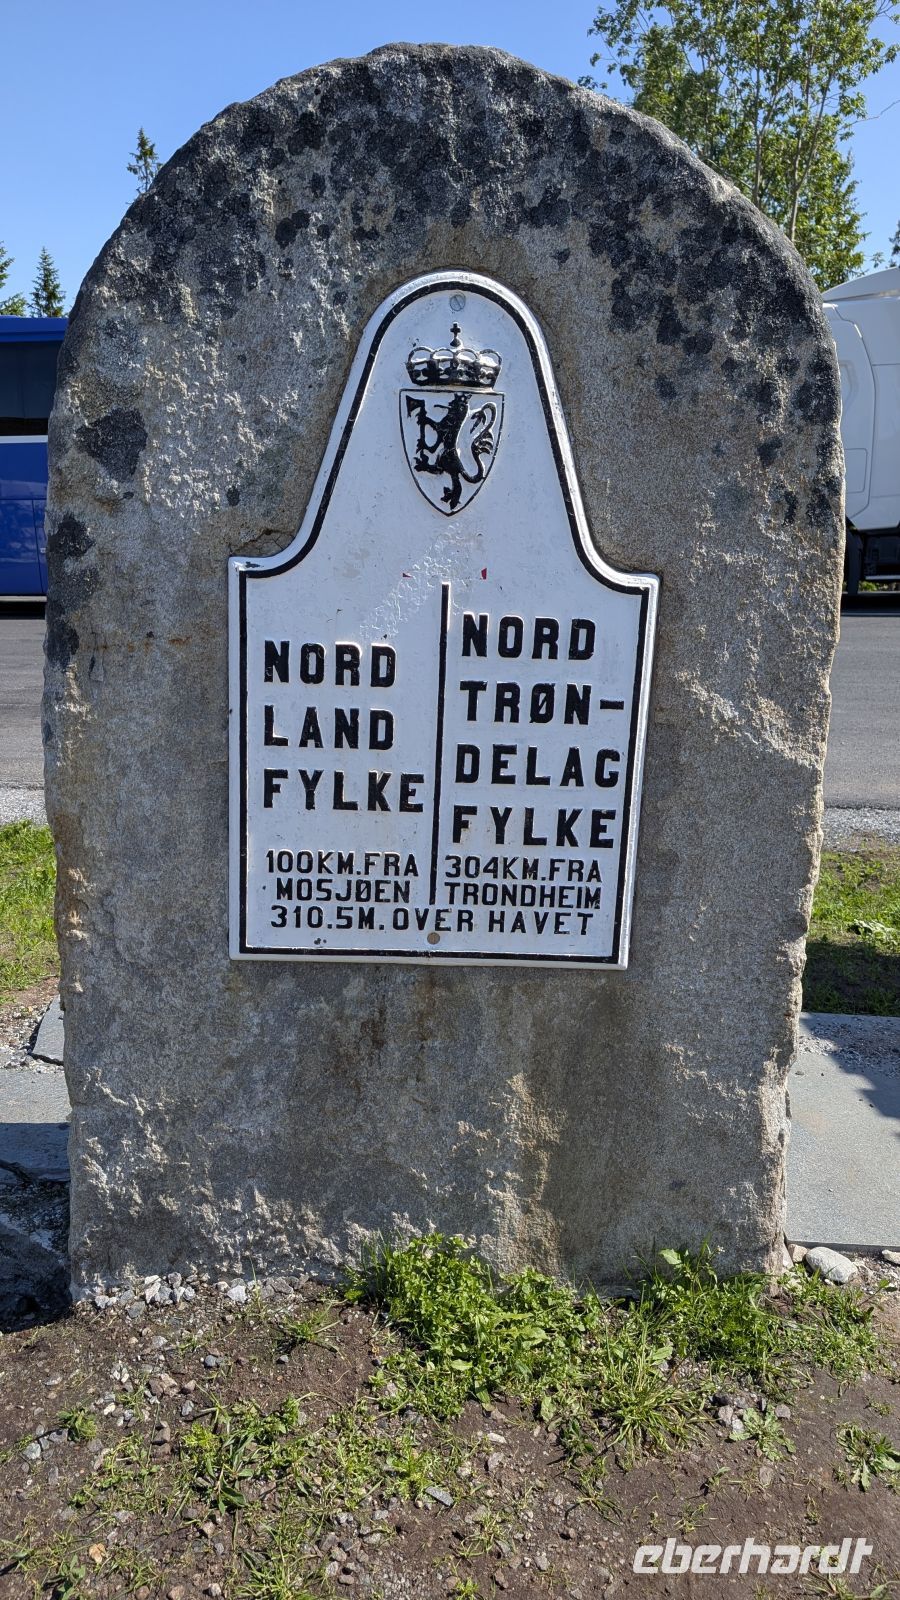 NORD
LAND
FYLKE
100KM.FRA
MOSJØEN
NORD
TRØN-
DELAG
FYLKE
304KM.FRA
TRONDHEIM
310.5M.OVER HAVET
eberhardt